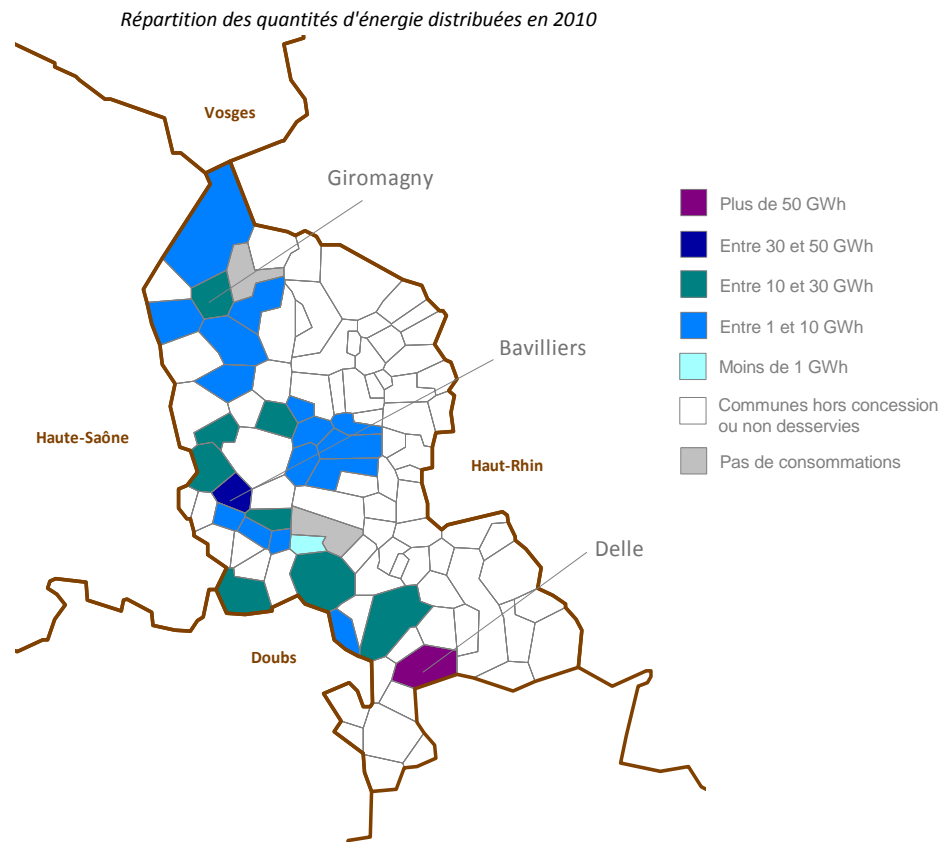 Répartition des quantités d'énergie distribuées en 2010
Vosges
Giromagny
Plus de 50 GWh
Entre 30 et 50 GWh
Entre 10 et 30 GWh
Entre 1 et 10 GWh
Bavilliers
Moins de 1 GWh
Communes hors concession
ou non desservies
Haute-Saône
Haut-Rhin
Pas de consommations
Delle
Doubs